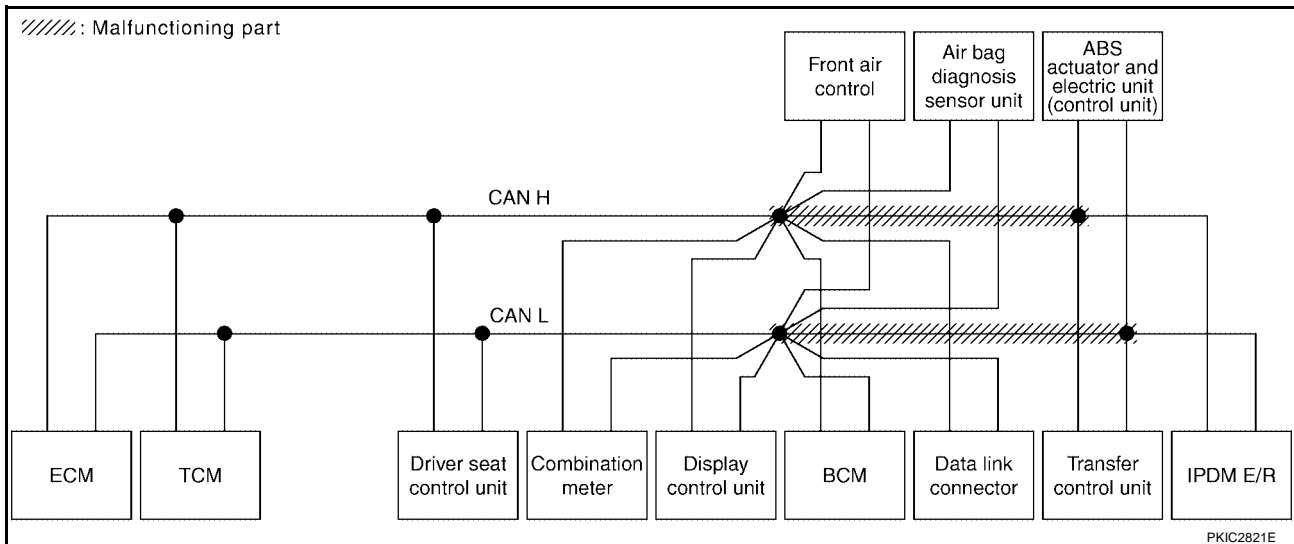 : Malfunctioning part
Front air
control
Air bag
diagnosis
sensor unit
ABS
actuator and
electric unit
(control unit)
CAN H
CAN L
ECM
TCM
Driver seat
control unit
Combination
meter
Display
control unit
BCM
Data link
connector
Transfer
control unit
IPDM E/R
PKIC2821E